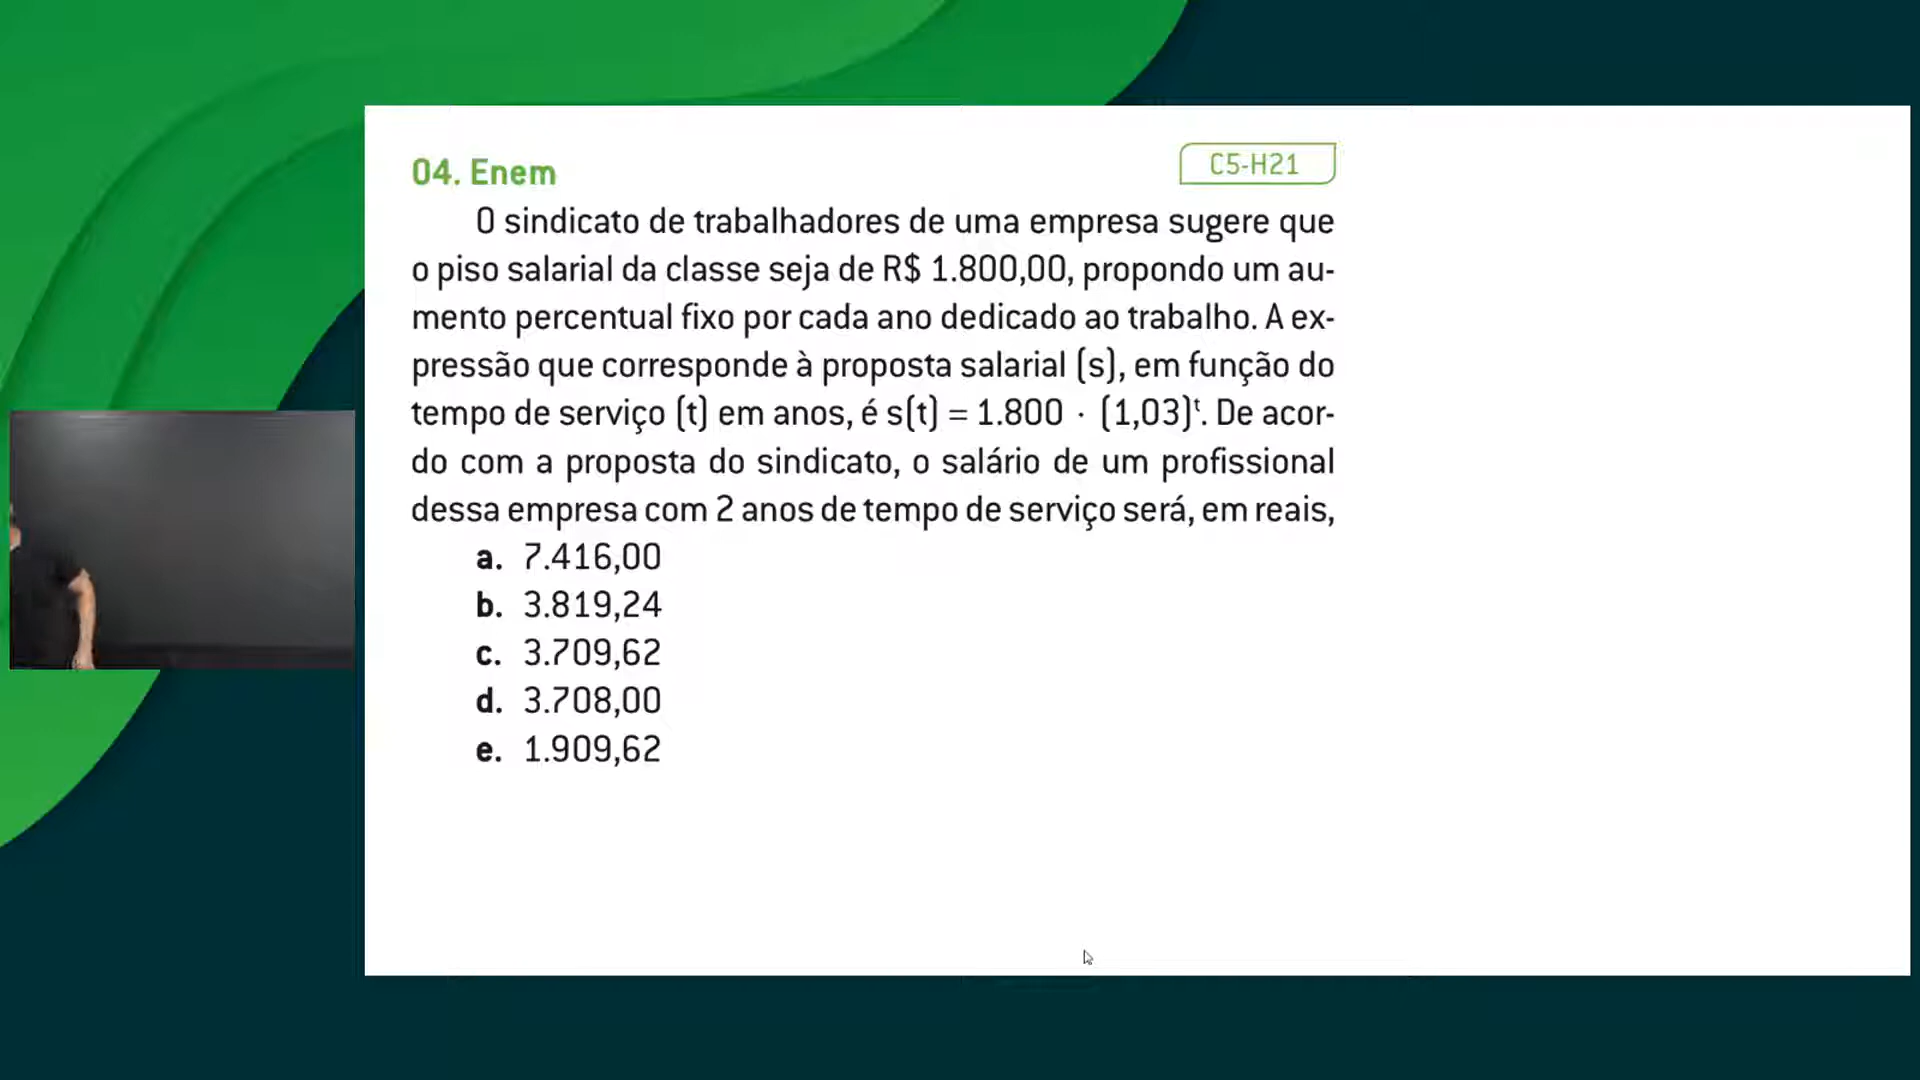 04. Enem
C5-H21
O sindicato de trabalhadores de uma empresa sugere que
o piso salarial da classe seja de R$ 1.800,00, propondo um au-
mento percentual fixo por cada ano dedicado ao trabalho. A ex-
pressão que corresponde à proposta salarial (s), em função do
tempo de serviço (t) em anos, é s(t) = 1.800 · (1,03)ᵗ. De acor-
do com a proposta do sindicato, o salário de um profissional
dessa empresa com 2 anos de tempo de serviço será, em reais,
a. 7.416,00
b. 3.819,24
c. 3.709,62
d. 3.708,00
e. 1.909,62